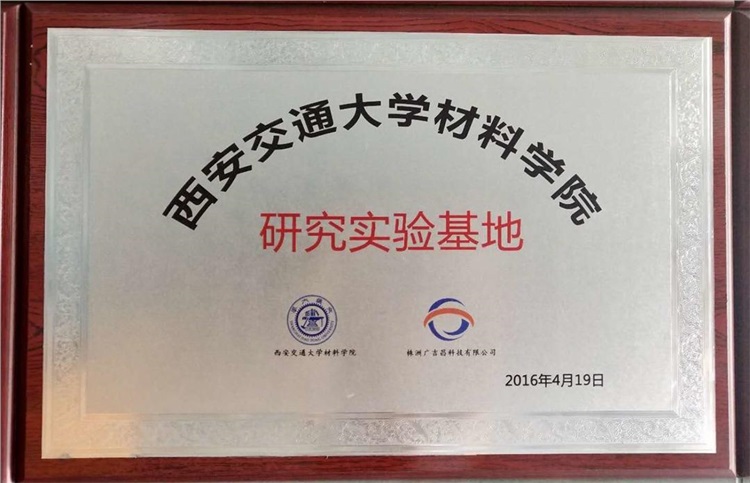 西安交通大学材料学院
研究实验基地
西安交通大学材料学院
株洲广言昌科技有限公司
2016年4月19日